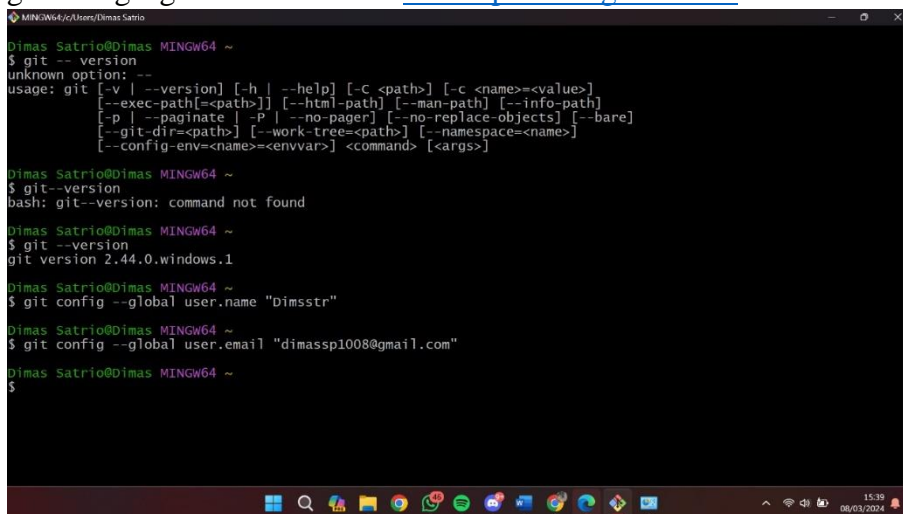 MINGW64:/c/Users/Dimas Satrio
Dimas Satrio@Dimas MINGW64 ~
$ git -- version
unknown option: --
usage: git [-v | --version] [-h | --help] [-C <path>] [-c <name>=<value>]
[--exec-path[=<path>]] [--html-path] [--man-path] [--info-path]
[-p | --paginate | -P | --no-pager] [--no-replace-objects] [--bare]
[--git-dir=<path>] [--work-tree=<path>] [--namespace=<name>]
[--config-env=<name>=<envvar>] <command> [<args>]
Dimas Satrio@Dimas MINGW64 ~
$ git--version
bash: git--version: command not found
Dimas Satrio@Dimas MINGW64 ~
$ git --version
git version 2.44.0.windows.1
Dimas Satrio@Dimas MINGW64 ~
$ git config --global user.name "Dimsstr"
Dimas Satrio@Dimas MINGW64 ~
$ git config --global user.email "dimassp1008@gmail.com"
Dimas Satrio@Dimas MINGW64 ~
$
46
15:39
08/03/2024